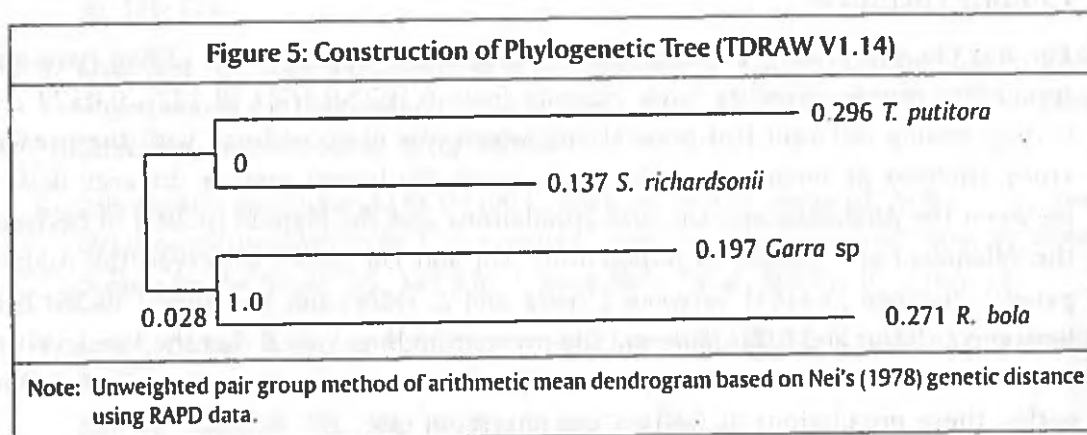 Figure 5: Construction of Phylogenetic Tree (TDRAW V1.14)
0.296 T. putitora
0
0.137 S. richardsonii
0.197 Garra sp
1.0
0.028
0.271 R. bola
Note: Unweighted pair group method of arithmetic mean dendrogram based on Nei's (1978) genetic distance
using RAPD data.